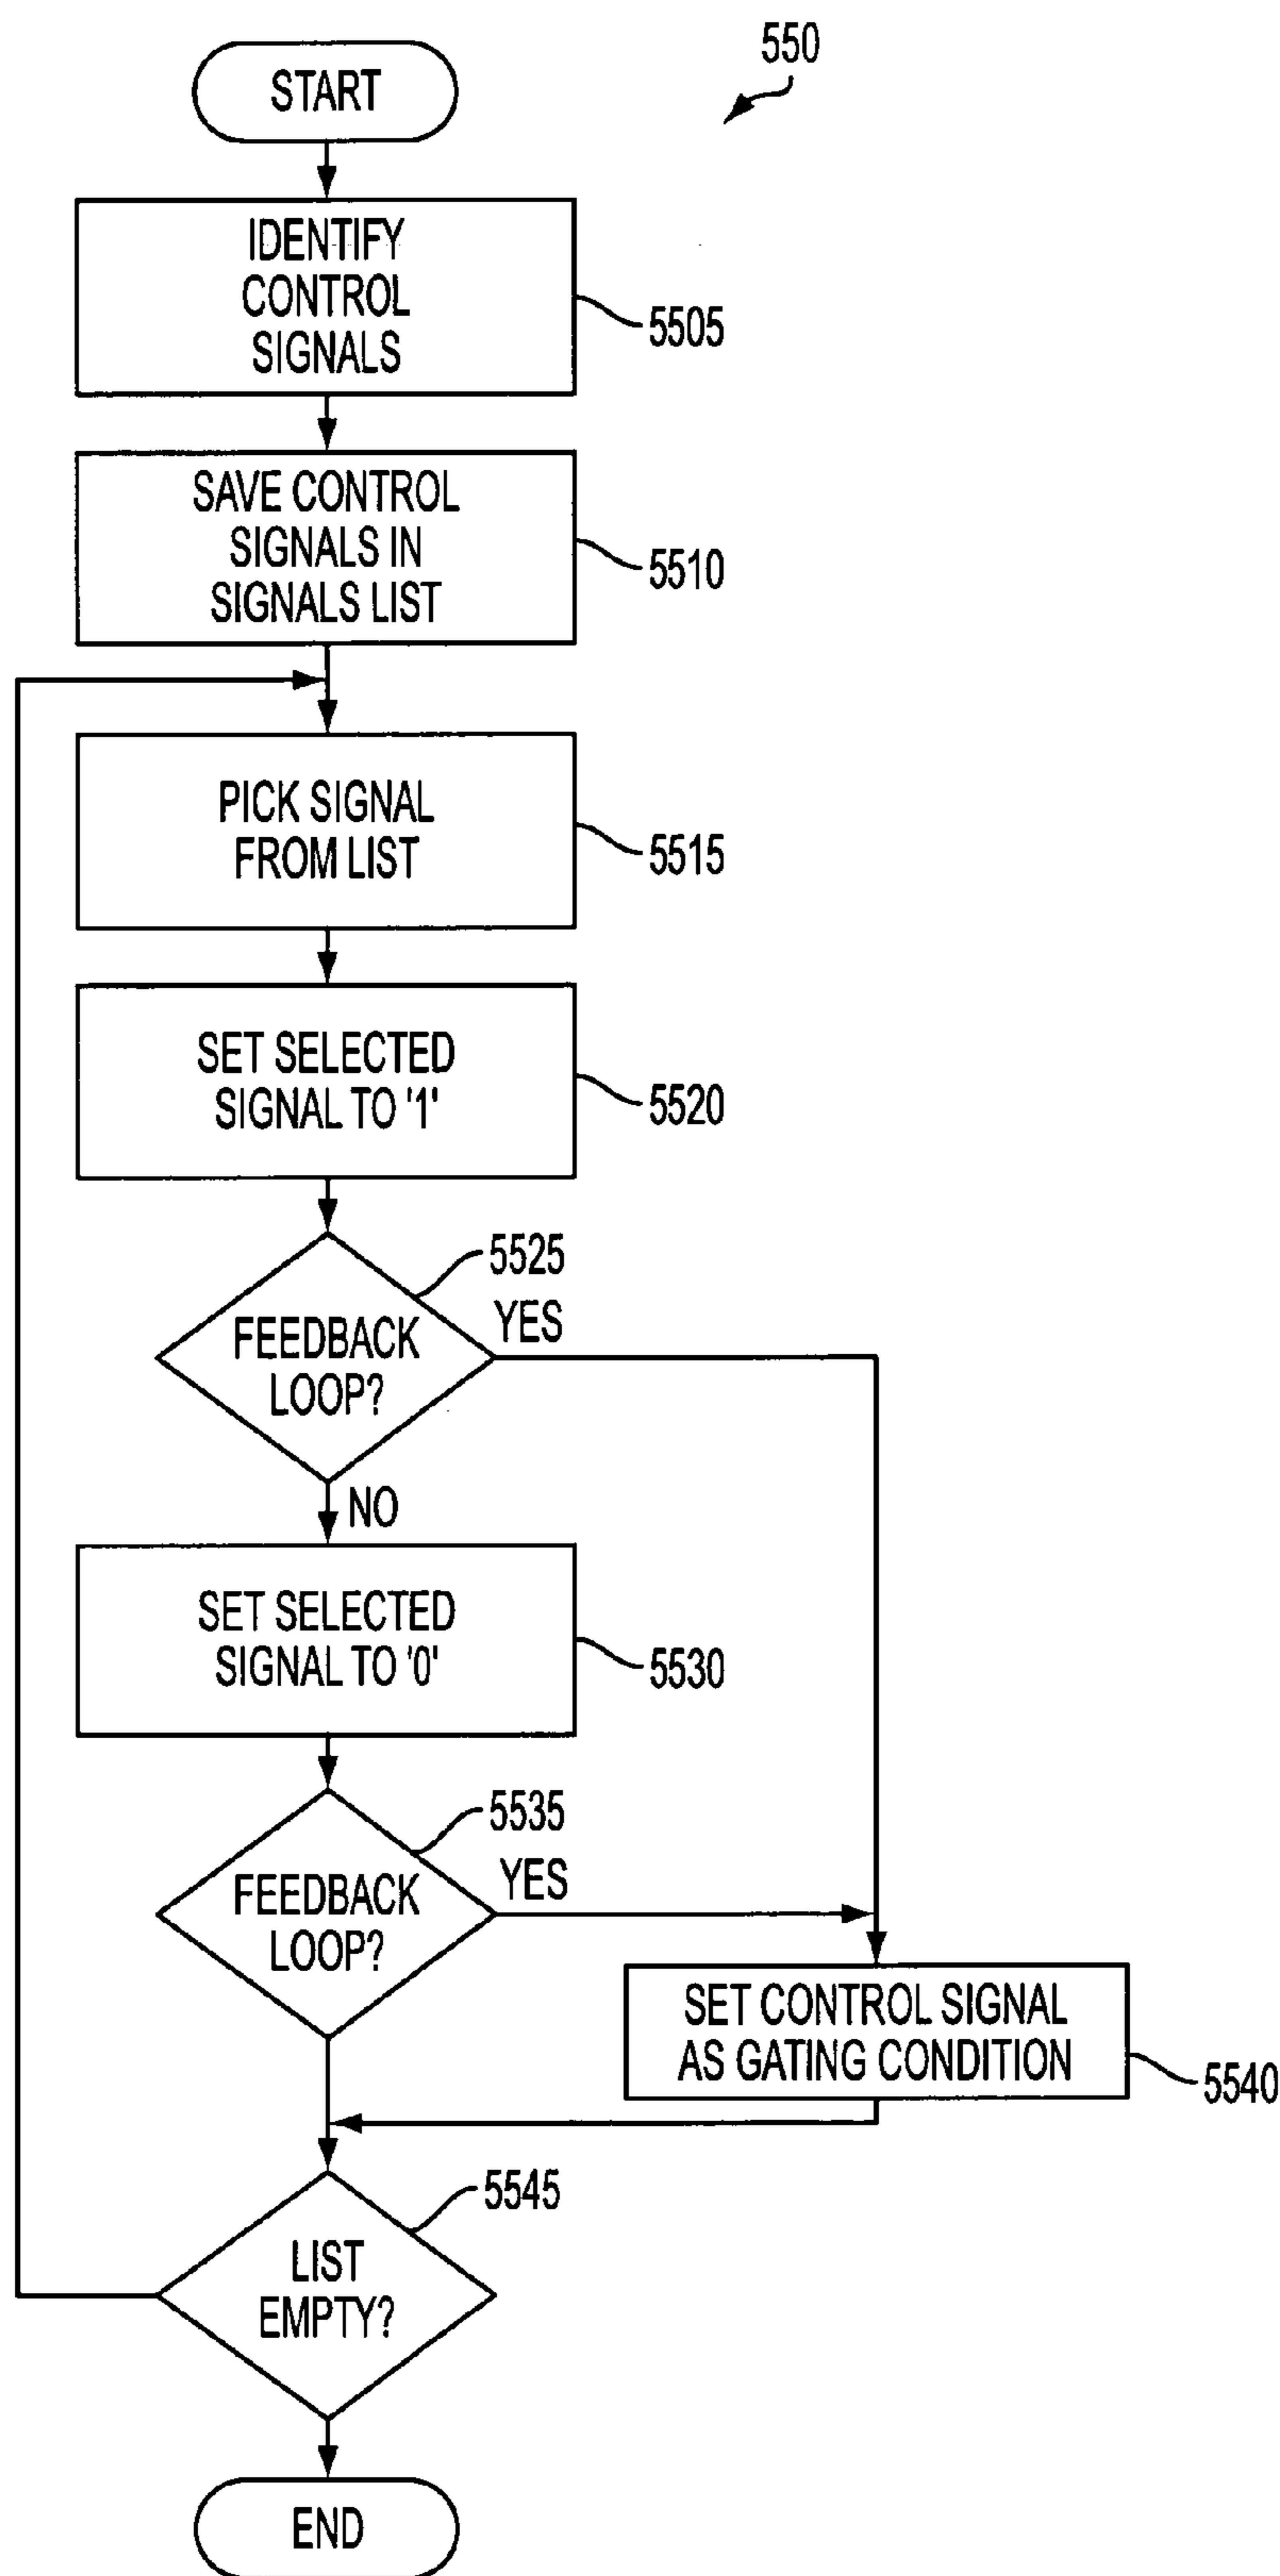 550
START
IDENTIFY
CONTROL
SIGNALS
5505
SAVE CONTROL
SIGNALS IN
SIGNALS LIST
5510
PICK SIGNAL
FROM LIST
5515
SET SELECTED
SIGNAL TO '1'
5520
5525
YES
FEEDBACK
LOOP?
NO
SET SELECTED
SIGNAL TO '0'
5530
5535
YES
FEEDBACK
LOOP?
SET CONTROL SIGNAL
AS GATING CONDITION
5540
5545
LIST
EMPTY?
END